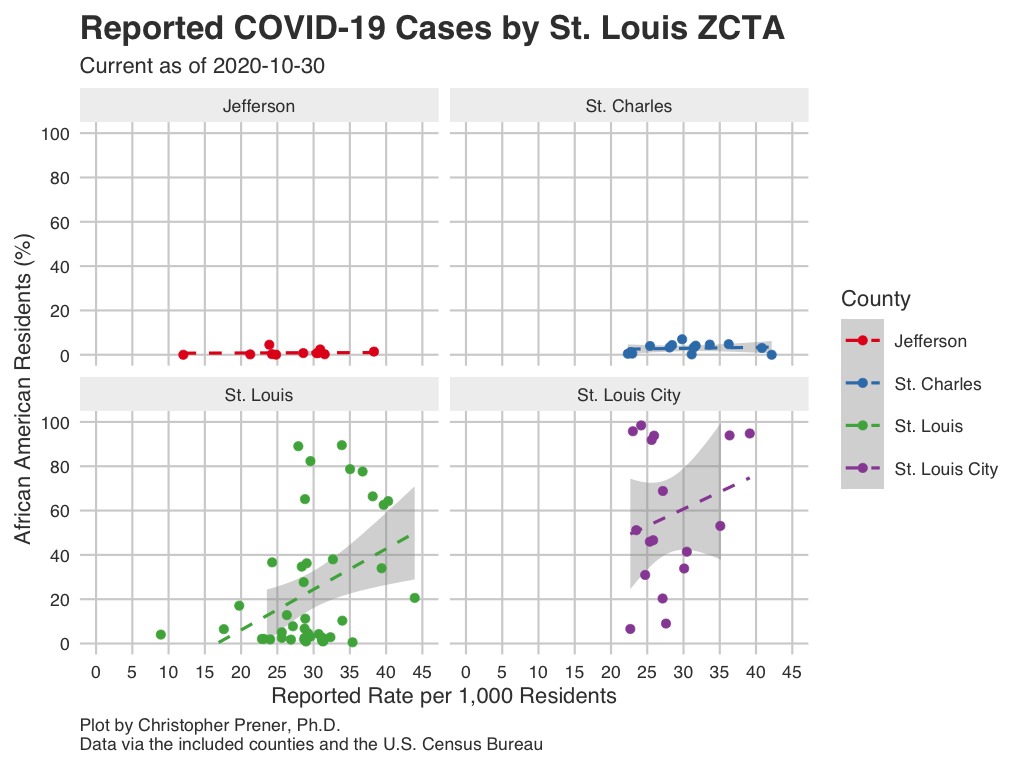 Reported COVID-19 Cases by St. Louis ZCTA
Current as of 2020-10-30
Jefferson
St. Charles
100
80
60
40
20
0
St. Louis
St. Louis City
100
80
60
40
20
0
0 5 10 15 20 25 30 35 40 45
0 5 10 15 20 25 30 35 40 45
African American Residents (%)
Reported Rate per 1,000 Residents
County
Jefferson
St. Charles
St. Louis
St. Louis City
Plot by Christopher Prener, Ph.D.
Data via the included counties and the U.S. Census Bureau